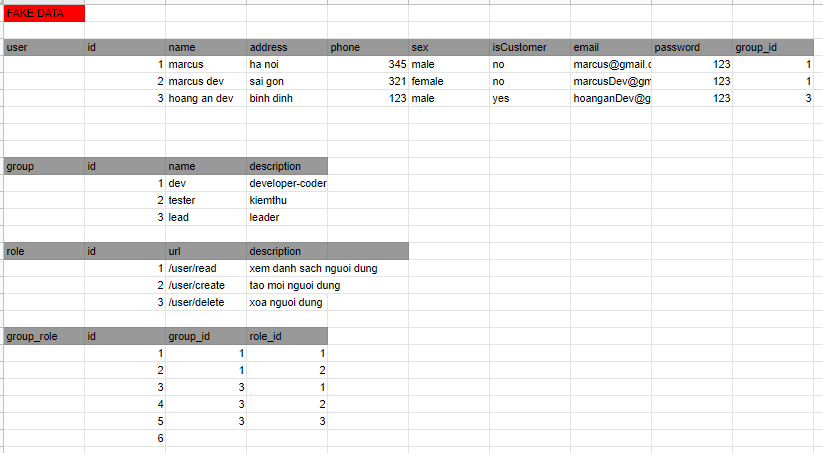 FAKE DATA
user id name address phone sex isCustomer email password group_id
1 marcus ha noi 345 male no marcus@gmail.c 123 1
2 marcus dev sai gon 321 female no marcusDev@gm 123 1
3 hoang an dev binh dinh 123 male yes hoanganDev@g 123 3
group id name description
1 dev developer-coder
2 tester kiemthu
3 lead leader
role id url description
1 /user/read xem danh sach nguoi dung
2 /user/create tao moi nguoi dung
3 /user/delete xoa nguoi dung
group_role id group_id role_id
1 1 1
2 1 2
3 3 1
4 3 2
5 3 3
6